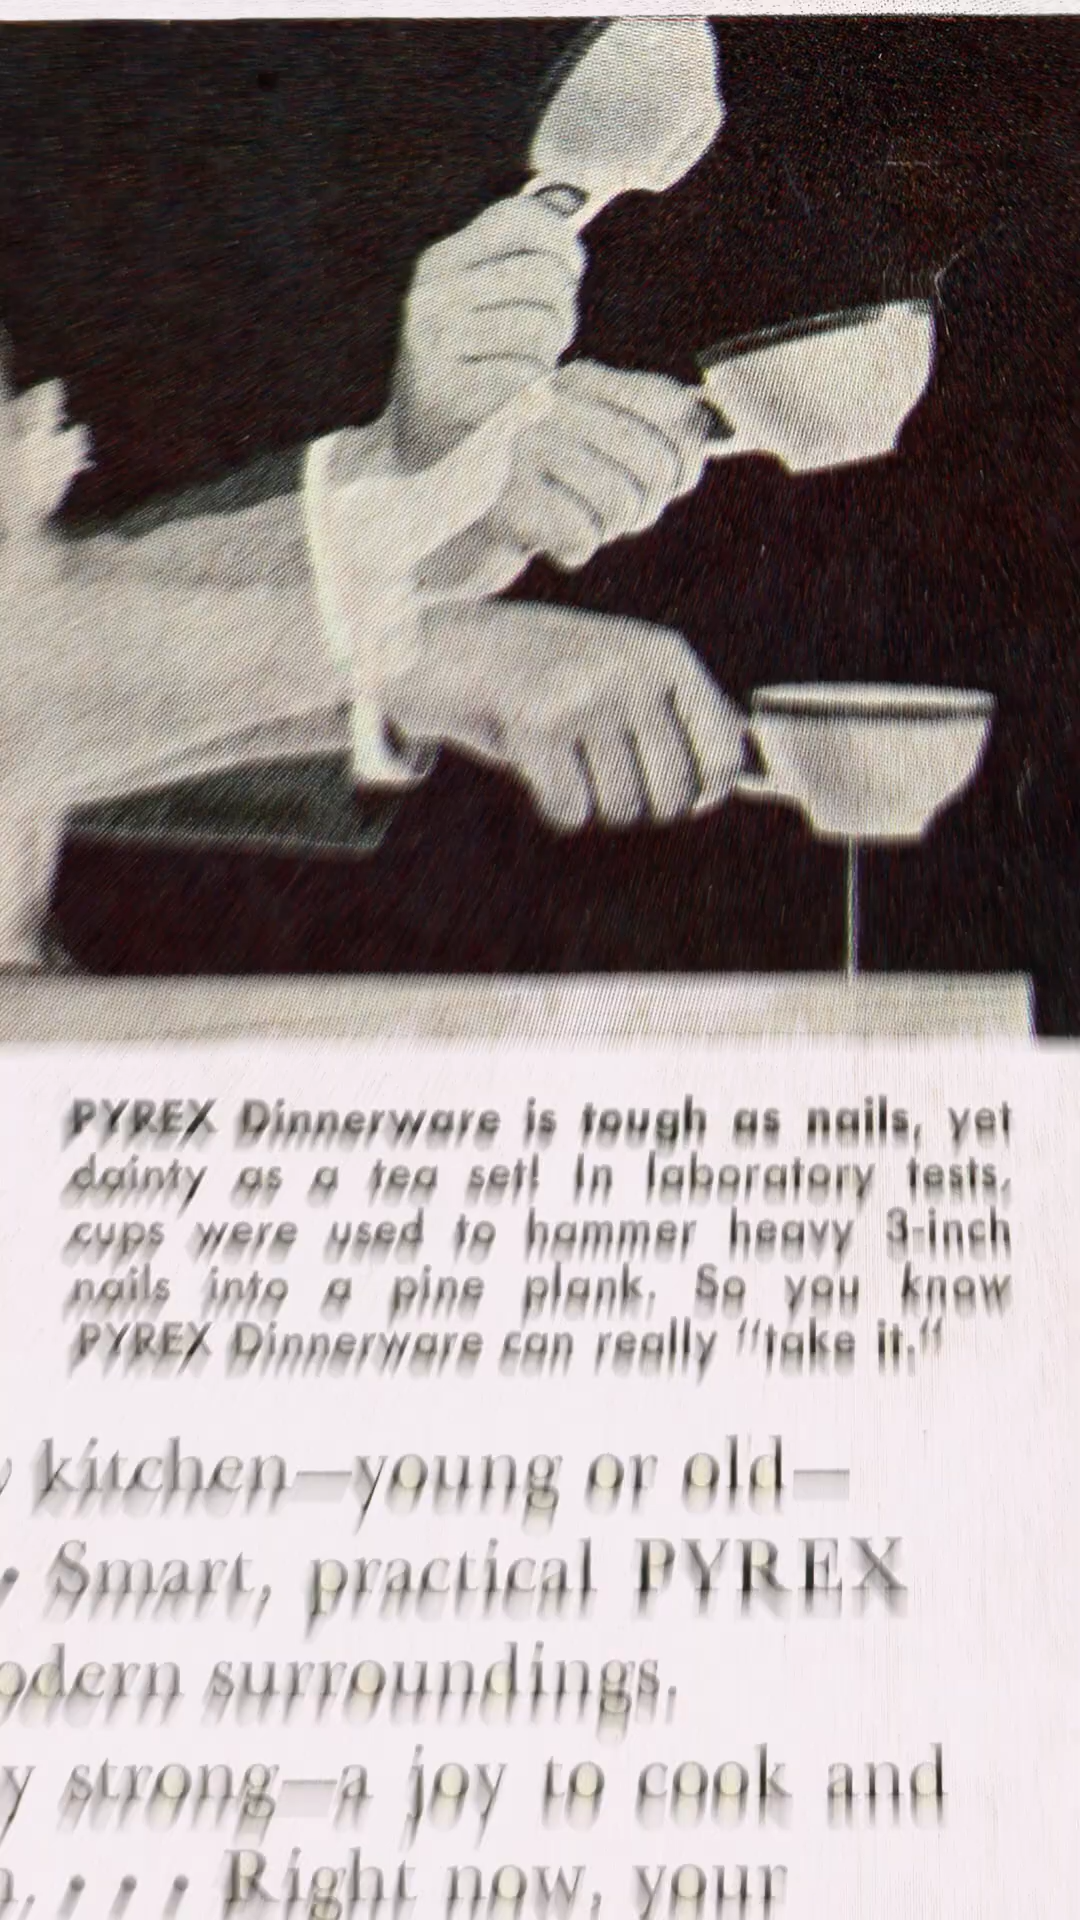 PYREX Dinnerware is tough as nails, yet
dainty as a tea set! In laboratory tests,
cups were used to hammer heavy 3-inch
nails into a pine plank. So you know
PYREX Dinnerware can really "take it."
kitchen—young or old—
Smart, practical PYREX
odern surroundings.
y strong—a joy to cook and
. . . . Right now, your